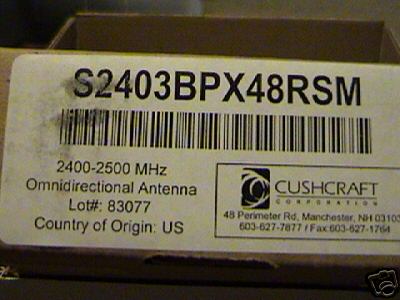 S2403BPX48RSM
2400-2500 MHz
Omnidirectional Antenna
Lot#: 83077
Country of Origin: US
CUSHCRAFT
CORPORATION
48 Perimeter Rd, Manchester, NH 03103
603-627-7877 / Fax:603-627-1764